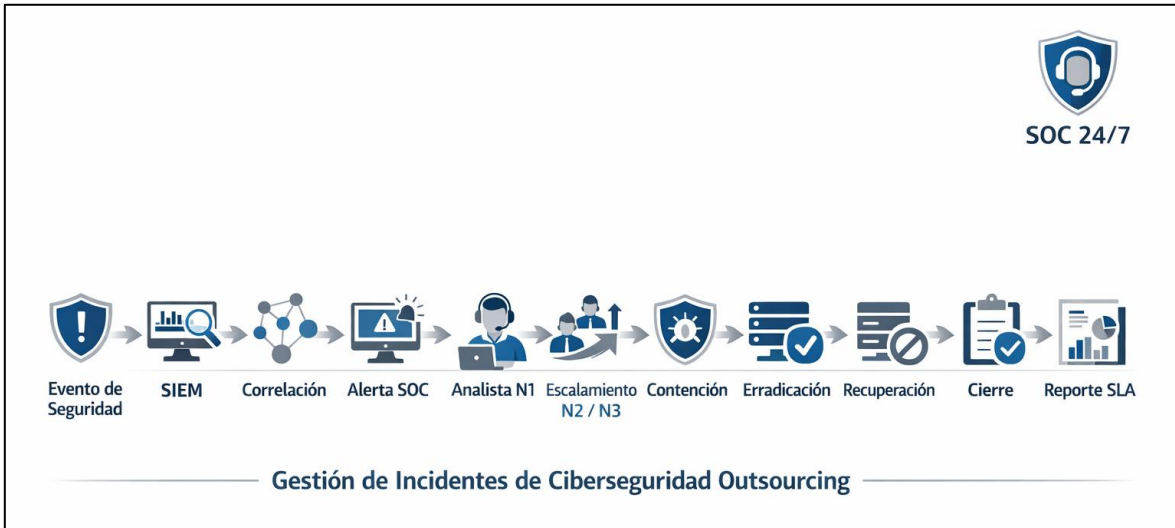 SOC 24/7
Evento de
Seguridad
SIEM
Correlación
Alerta SOC
Analista N1
Escalamiento
N2 / N3
Contención
Erradicación
Recuperación
Cierre
Reporte SLA
Gestión de Incidentes de Ciberseguridad Outsourcing